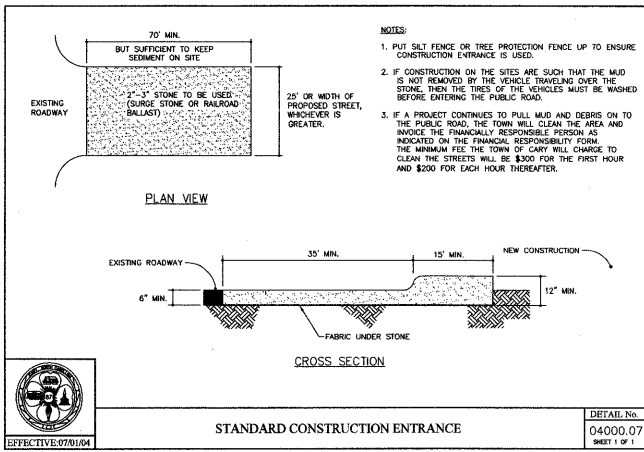 70' MIN.
BUT SUFFICIENT TO KEEP
SEDIMENT ON SITE
EXISTING
ROADWAY
2"-3" STONE TO BE USED
(SURGE STONE OR RAILROAD
BALLAST)
25' OR WIDTH OF
PROPOSED STREET,
WHICHEVER IS
GREATER.
PLAN VIEW
NOTES:
1. PUT SILT FENCE OR TREE PROTECTION FENCE UP TO ENSURE
CONSTRUCTION ENTRANCE IS USED.
2. IF CONSTRUCTION ON THE SITES ARE SUCH THAT THE MUD
IS NOT REMOVED BY THE VEHICLE TRAVELING OVER THE
STONE, THEN THE TIRES OF THE VEHICLES MUST BE WASHED
BEFORE ENTERING THE PUBLIC ROAD.
3. IF A PROJECT CONTINUES TO PULL MUD AND DEBRIS ON TO
THE PUBLIC ROAD, THE TOWN WILL CLEAN THE AREA AND
INVOICE THE FINANCIALLY RESPONSIBLE PERSON AS
INDICATED ON THE FINANCIAL RESPONSIBILITY FORM.
THE MINIMUM FEE THE TOWN OF CARY WILL CHARGE TO
CLEAN THE STREETS WILL BE $300 FOR THE FIRST HOUR
AND $200 FOR EACH HOUR THEREAFTER.
EXISTING ROADWAY
35' MIN.
15' MIN.
NEW CONSTRUCTION
6" MIN.
12" MIN.
FABRIC UNDER STONE
CROSS SECTION
EFFECTIVE:07/01/04
STANDARD CONSTRUCTION ENTRANCE
DETAIL No.
04000.07
SHEET 1 OF 1